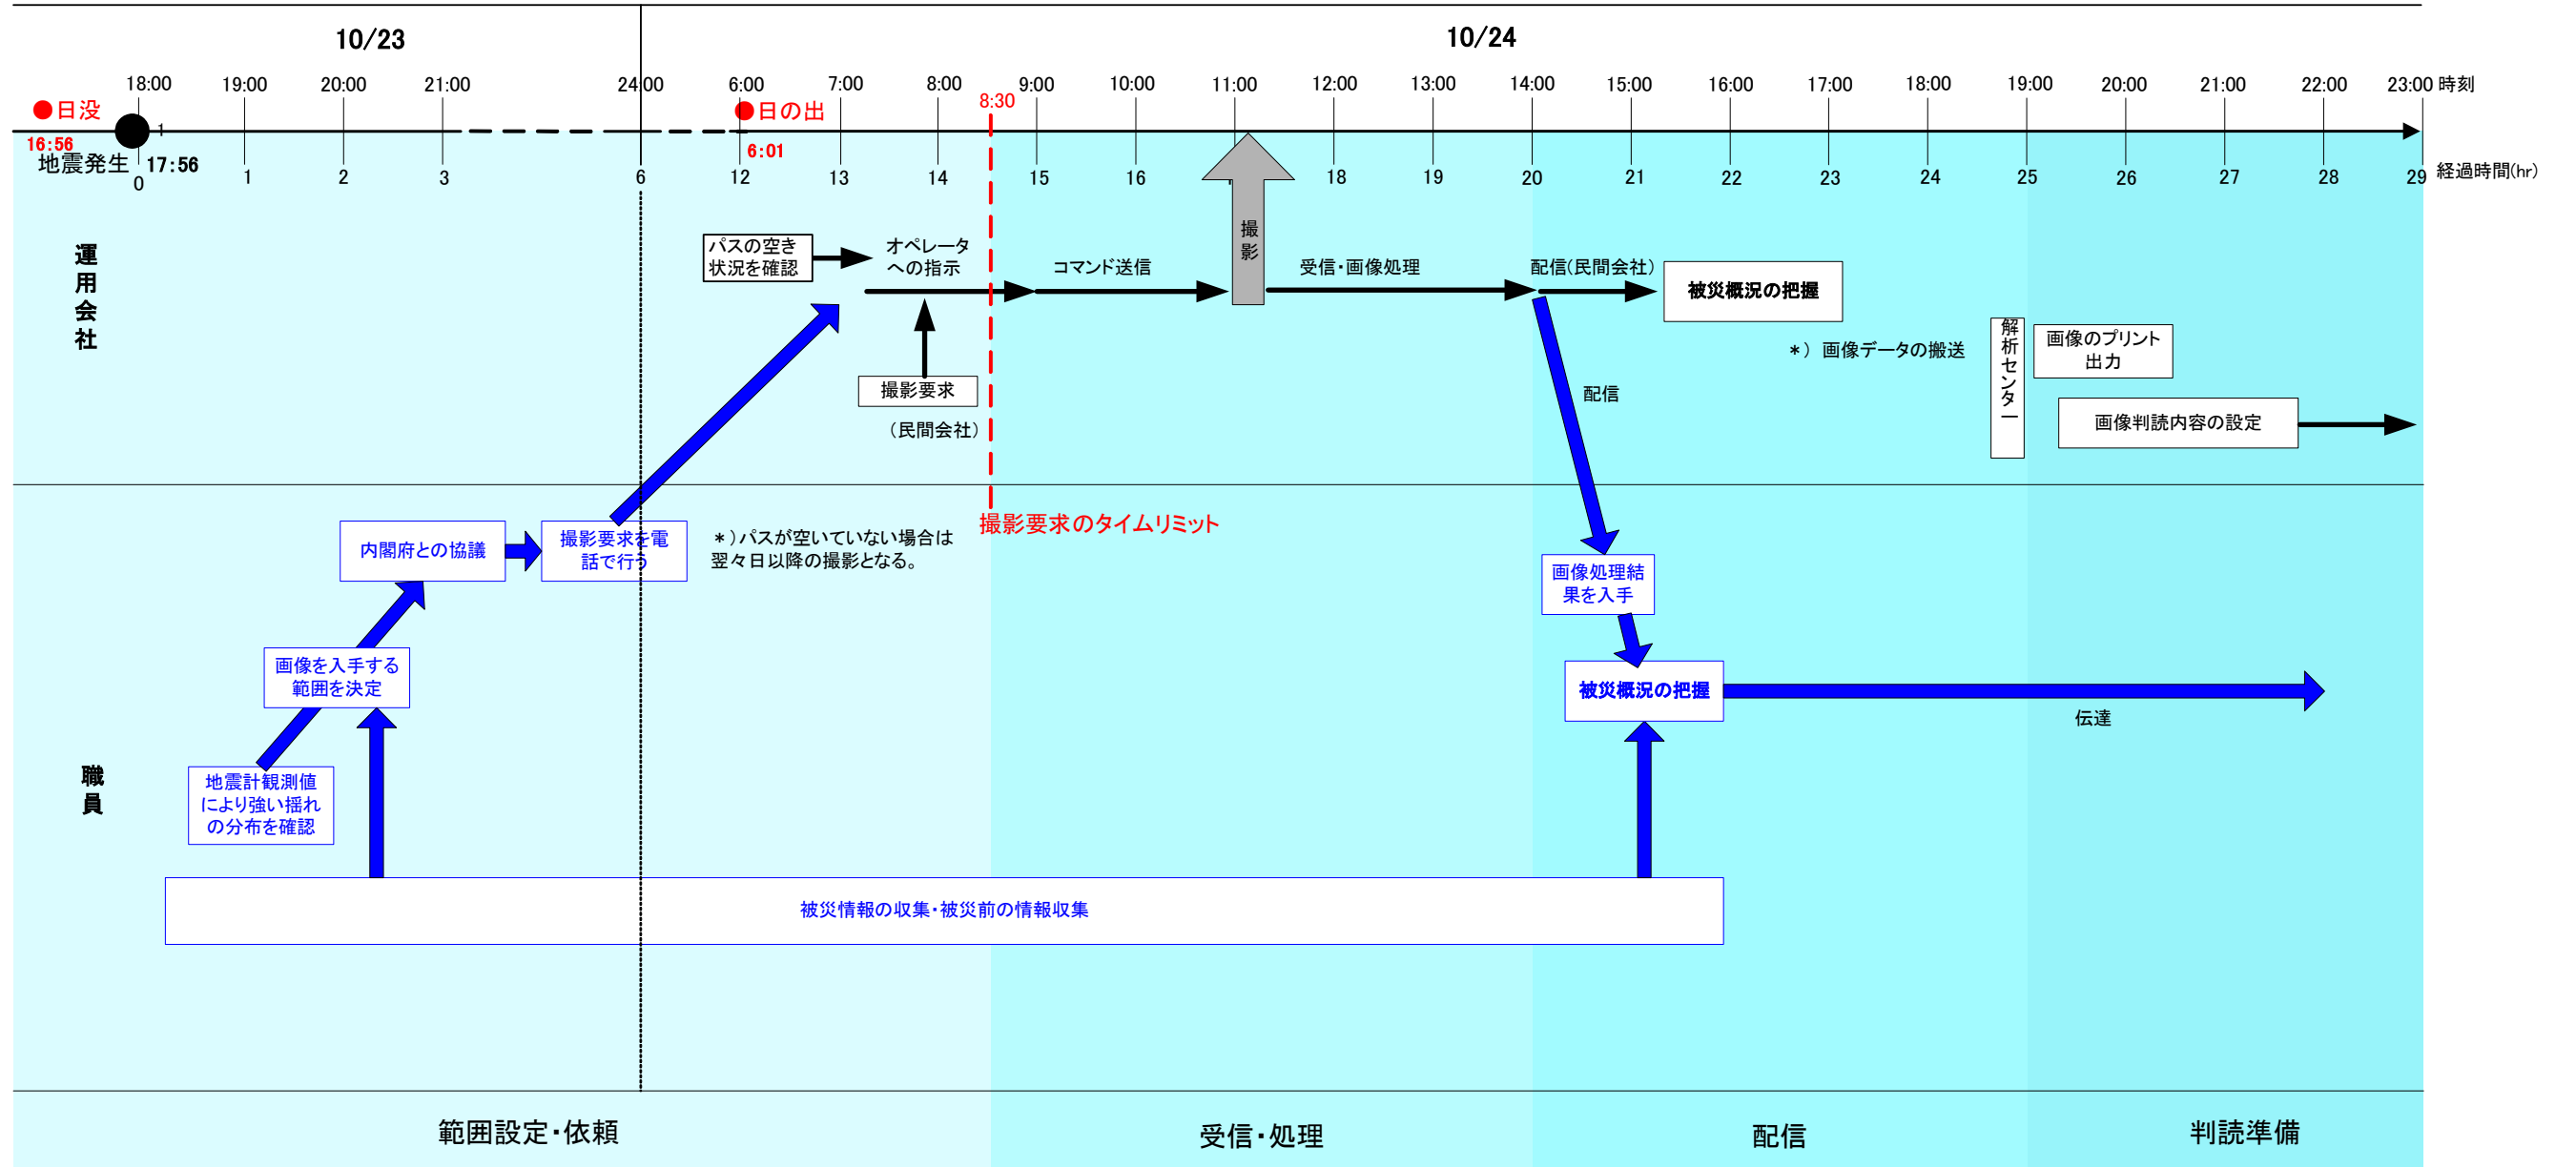 10/23
10/24
18:00
19:00
20:00
21:00
24:00
6:00
7:00
8:00
8:30
9:00
10:00
11:00
12:00
13:00
14:00
15:00
16:00
17:00
18:00
19:00
20:00
21:00
22:00
23:00
時刻
●日没
16:56
地震発生
17:56
1
●日の出
6:01
0
1
2
3
6
12
13
14
15
16
18
19
20
21
22
23
24
25
26
27
28
29
経過時間(hr)
運用会社
パスの空き
状況を確認
オペレータ
への指示
コマンド送信
撮影
受信・画像処理
配信(民間会社)
被災概況の把握
撮影要求
(民間会社)
*) 画像データの搬送
解析センター
画像のプリント
出力
画像判読内容の設定
配信
撮影要求のタイムリミット
職員
内閣府との協議
撮影要求を電
話で行う
*)パスが空いていない場合は
翌々日以降の撮影となる。
画像処理結
果を入手
画像を入手する
範囲を決定
被災概況の把握
伝達
地震計観測値
により強い揺れ
の分布を確認
被災情報の収集・被災前の情報収集
範囲設定・依頼
受信・処理
配信
判読準備